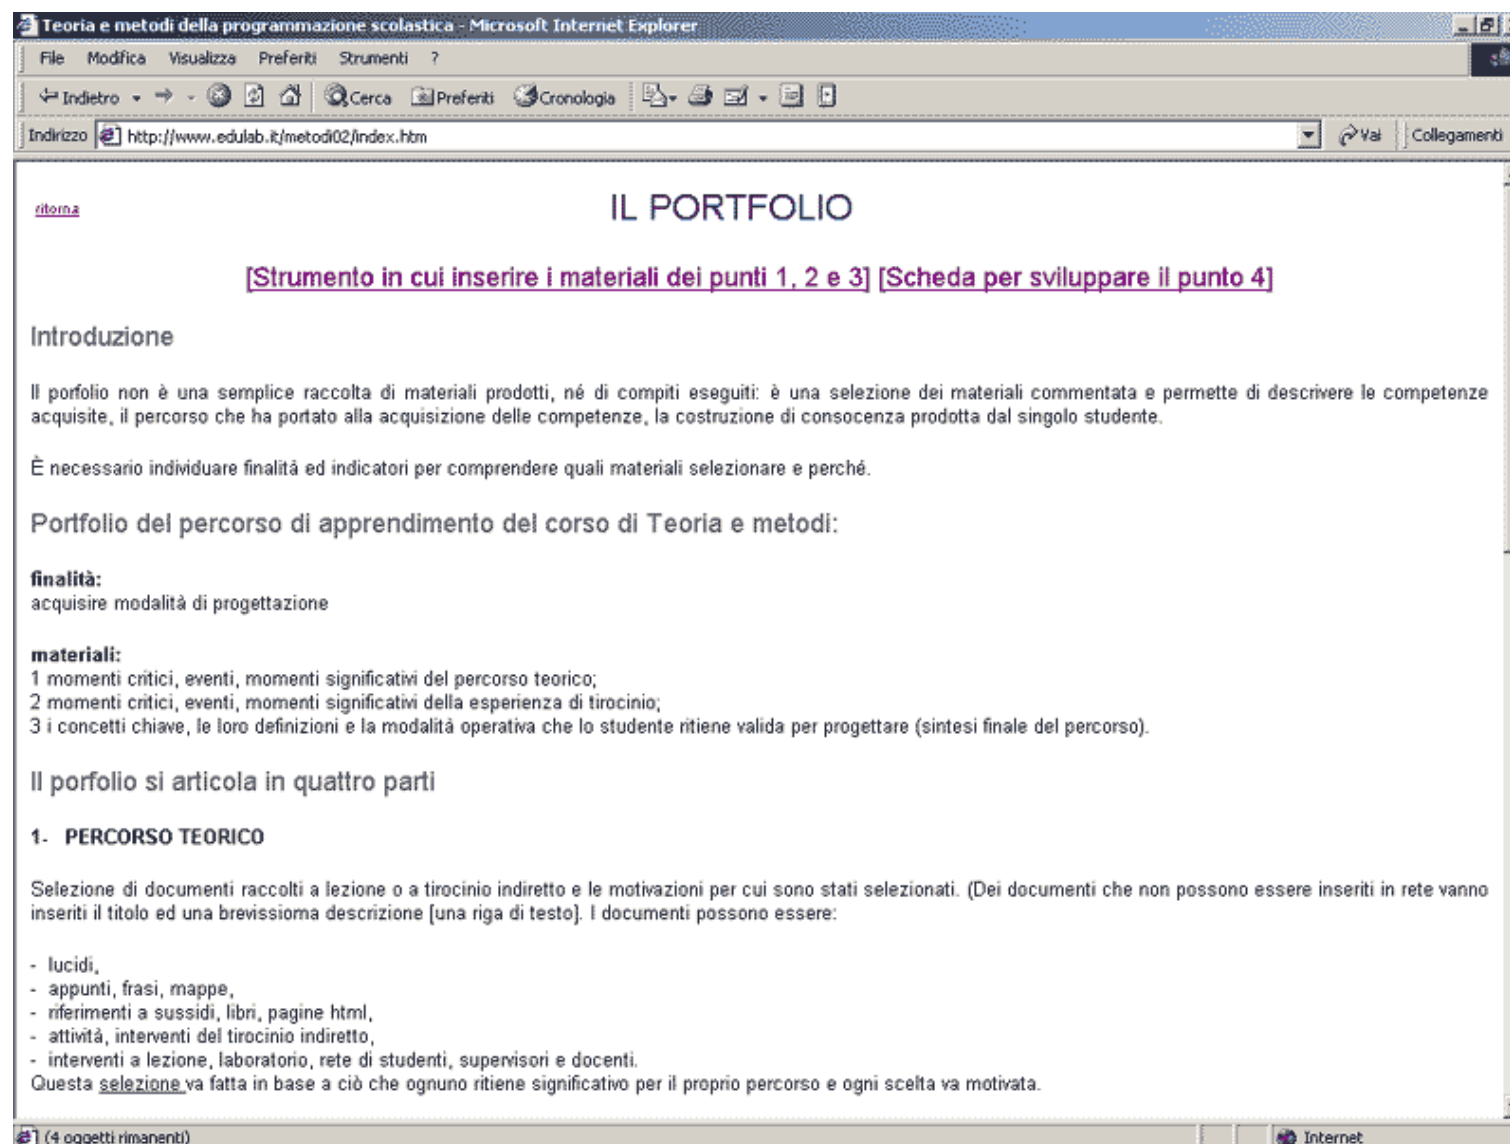 Teoria e metodi della programmazione scolastica - Microsoft Internet Explorer
File Modifica Visualizza Preferiti Strumenti ?
Indietro Cerca Preferiti Cronologia
Indirizzo http://www.edulab.it/metodi02/index.htm Vai Collegamenti
ritorna
IL PORTFOLIO
[Strumento in cui inserire i materiali dei punti 1, 2 e 3] [Scheda per sviluppare il punto 4]
Introduzione
Il porfolio non è una semplice raccolta di materiali prodotti, né di compiti eseguiti: è una selezione dei materiali commentata e permette di descrivere le competenze
acquisite, il percorso che ha portato alla acquisizione delle competenze, la costruzione di consocenza prodotta dal singolo studente.
È necessario individuare finalità ed indicatori per comprendere quali materiali selezionare e perché.
Portfolio del percorso di apprendimento del corso di Teoria e metodi:
finalità:
acquisire modalità di progettazione
materiali:
1 momenti critici, eventi, momenti significativi del percorso teorico;
2 momenti critici, eventi, momenti significativi della esperienza di tirocinio;
3 i concetti chiave, le loro definizioni e la modalità operativa che lo studente ritiene valida per progettare (sintesi finale del percorso).
Il porfolio si articola in quattro parti
1- PERCORSO TEORICO
Selezione di documenti raccolti a lezione o a tirocinio indiretto e le motivazioni per cui sono stati selezionati. (Dei documenti che non possono essere inseriti in rete vanno
inseriti il titolo ed una brevissioma descrizione [una riga di testo]. I documenti possono essere:
- lucidi,
- appunti, frasi, mappe,
- riferimenti a sussidi, libri, pagine html,
- attività, interventi del tirocinio indiretto,
- interventi a lezione, laboratorio, rete di studenti, supervisori e docenti.
Questa selezione va fatta in base a ciò che ognuno ritiene significativo per il proprio percorso e ogni scelta va motivata.
(4 oggetti rimanenti) Internet